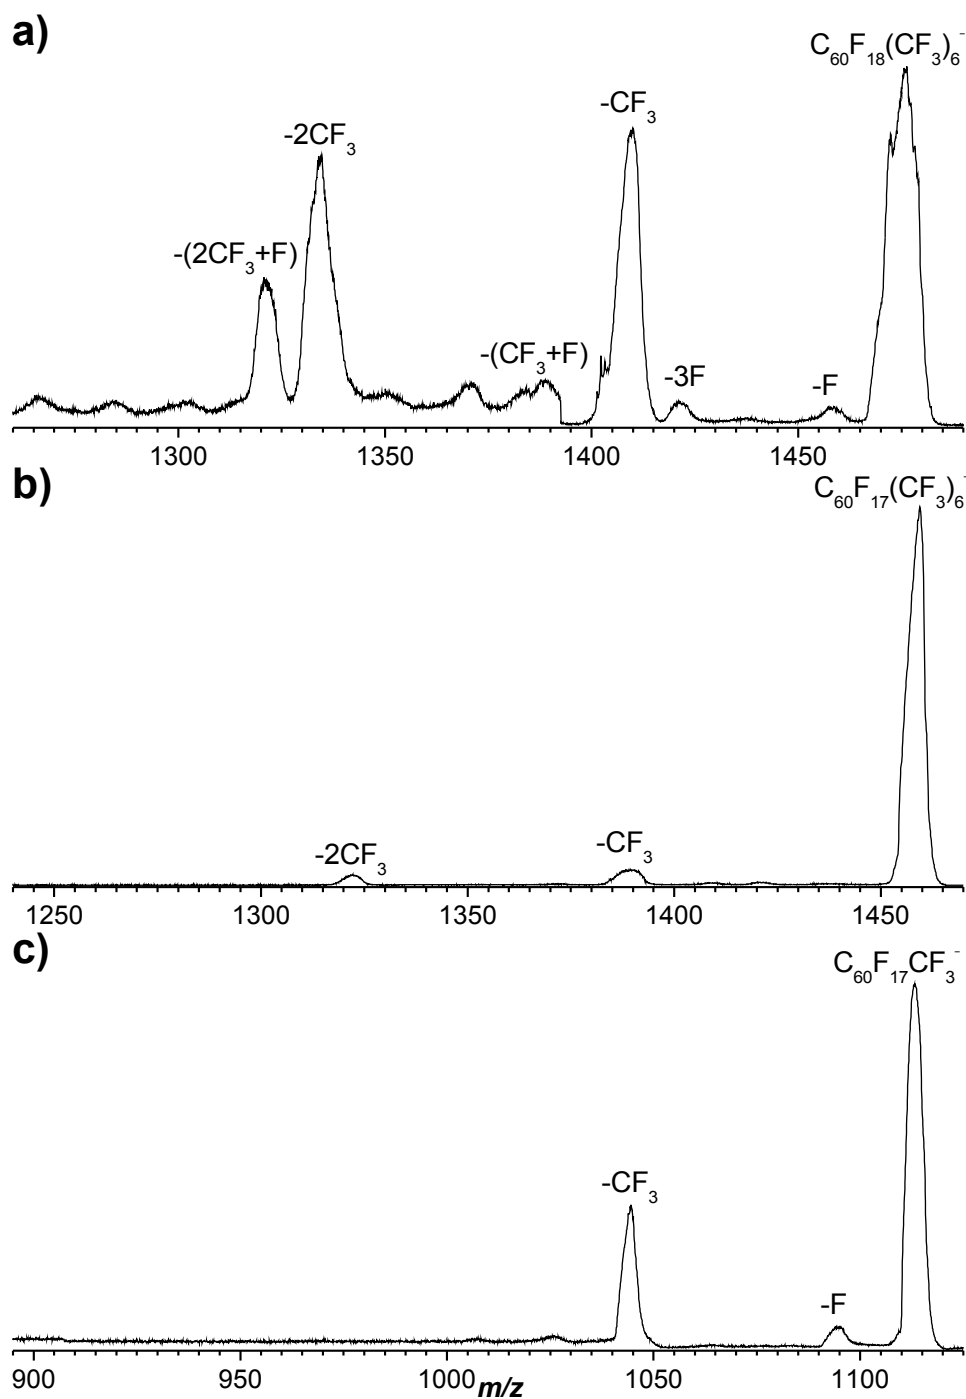 a)
C₆₀F₁₈(CF₃)₆⁻
-CF₃
-2CF₃
-(2CF₃+F)
-(CF₃+F)
-3F
-F
1300 1350 1400 1450
b)
C₆₀F₁₇(CF₃)₆⁻
-2CF₃
-CF₃
1250 1300 1350 1400 1450
c)
C₆₀F₁₇CF₃⁻
-CF₃
-F
900 950 1000 m/z 1050 1100